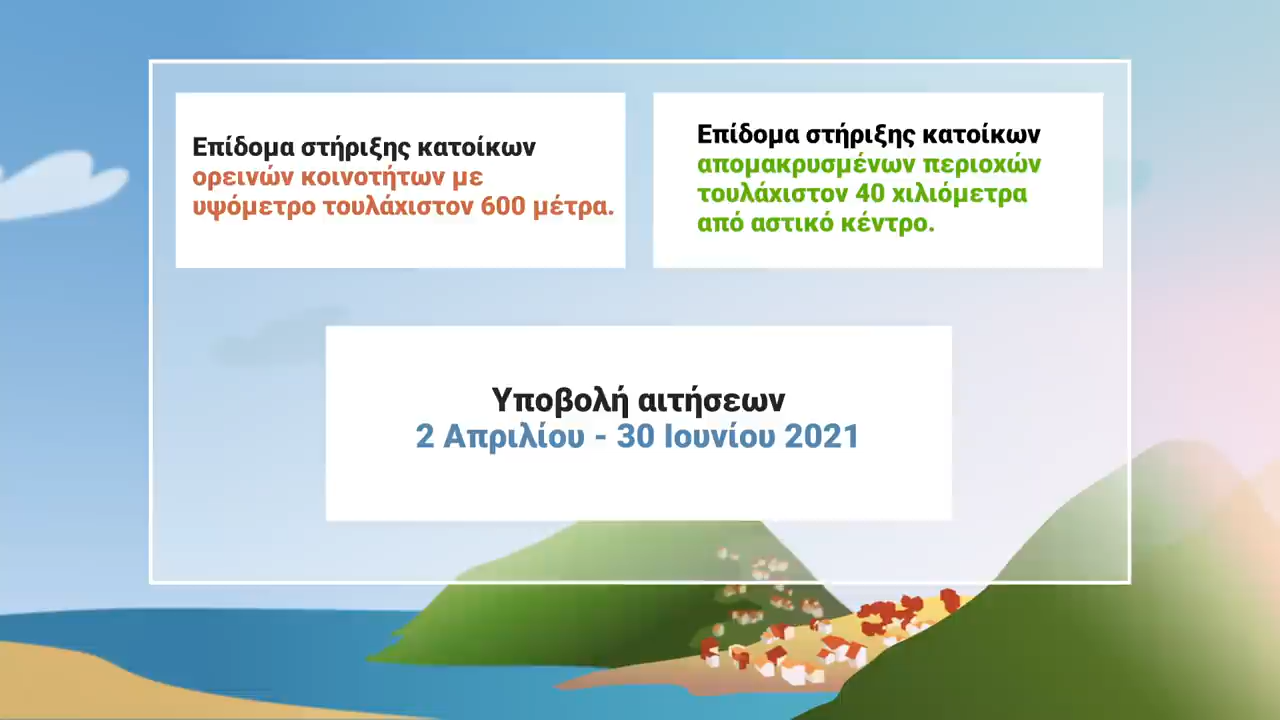 Επίδομα στήριξης κατοίκων
ορεινών κοινοτήτων με
υψόμετρο τουλάχιστον 600 μέτρα.
Επίδομα στήριξης κατοίκων
απομακρυσμένων περιοχών
τουλάχιστον 40 χιλιόμετρα
από αστικό κέντρο.
Υποβολή αιτήσεων
2 Απριλίου - 30 Ιουνίου 2021